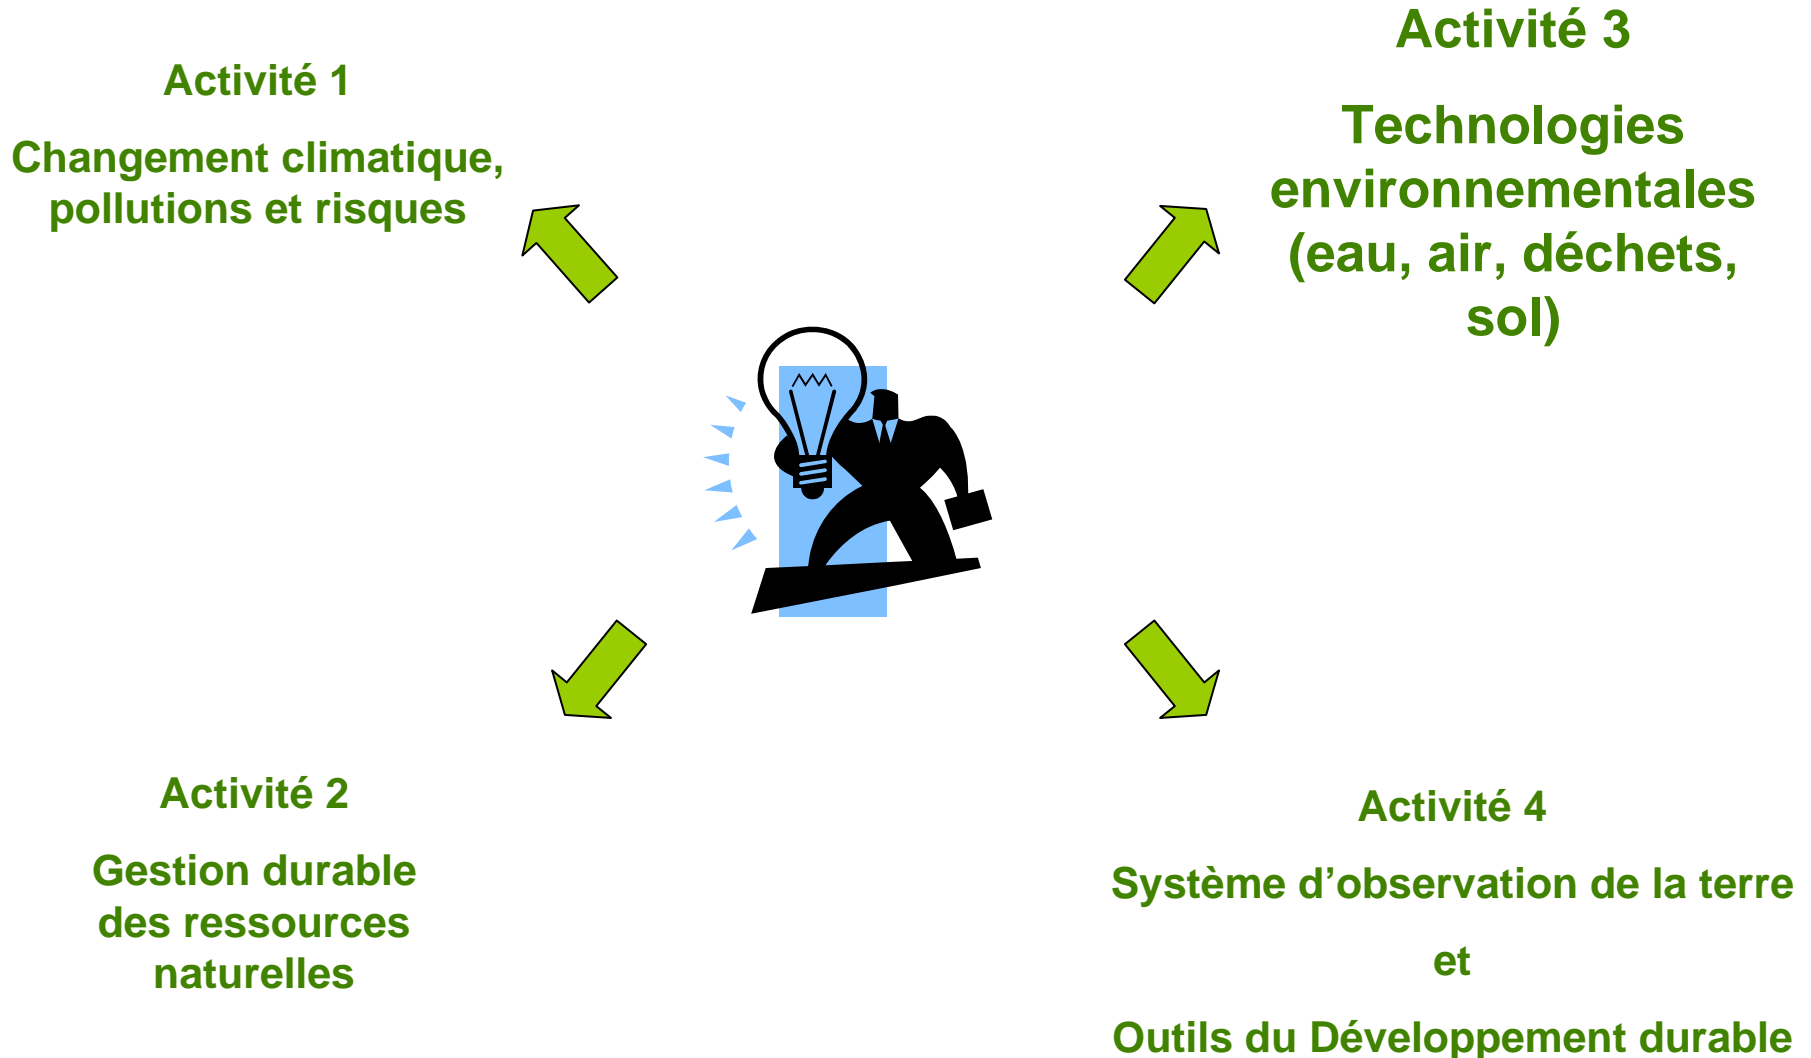 Activité 1
Changement climatique,
pollutions et risques
Activité 2
Gestion durable
des ressources
naturelles
Activité 3
Technologies
environnementales
(eau, air, déchets,
sol)
Activité 4
Système d’observation de la terre
et
Outils du Développement durable